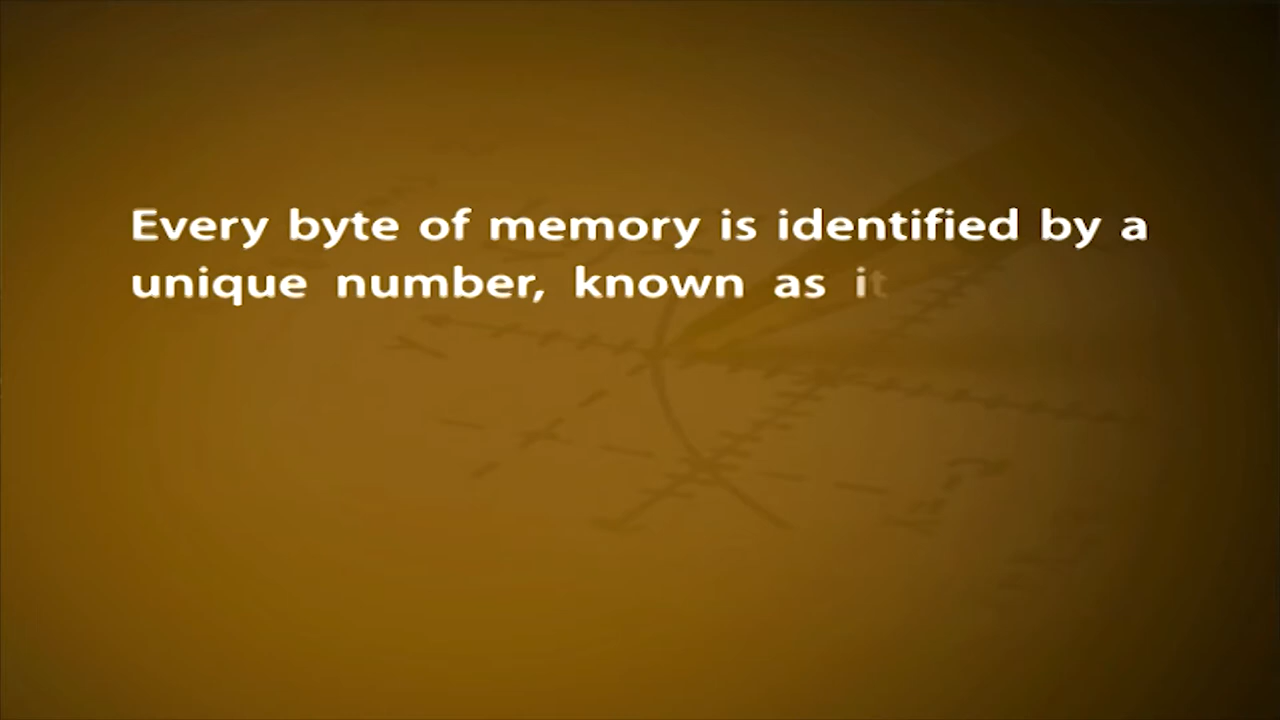 Every byte of memory is identified by a
unique number, known as it